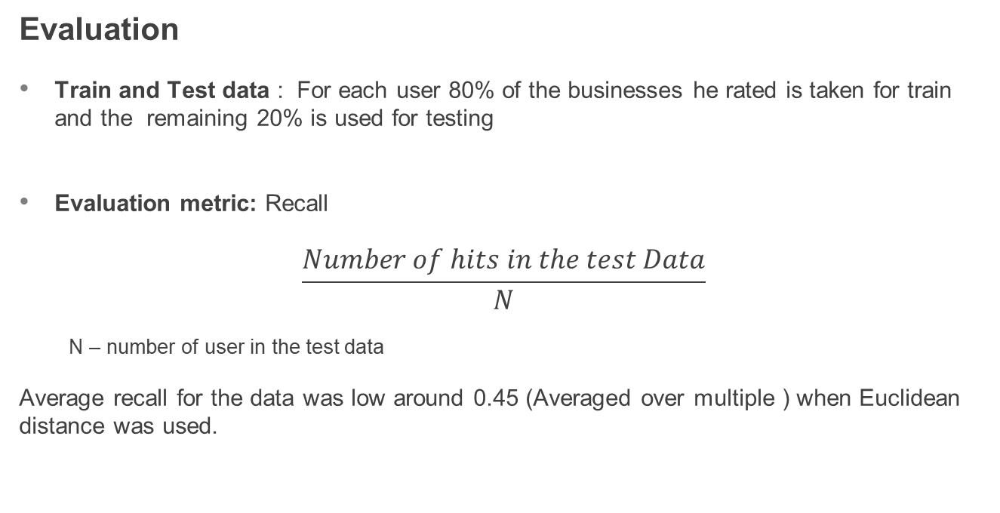 Evaluation
• Train and Test data : For each user 80% of the businesses he rated is taken for train
and the remaining 20% is used for testing
• Evaluation metric: Recall
Number of hits in the test Data
N
N – number of user in the test data
Average recall for the data was low around 0.45 (Averaged over multiple ) when Euclidean
distance was used.